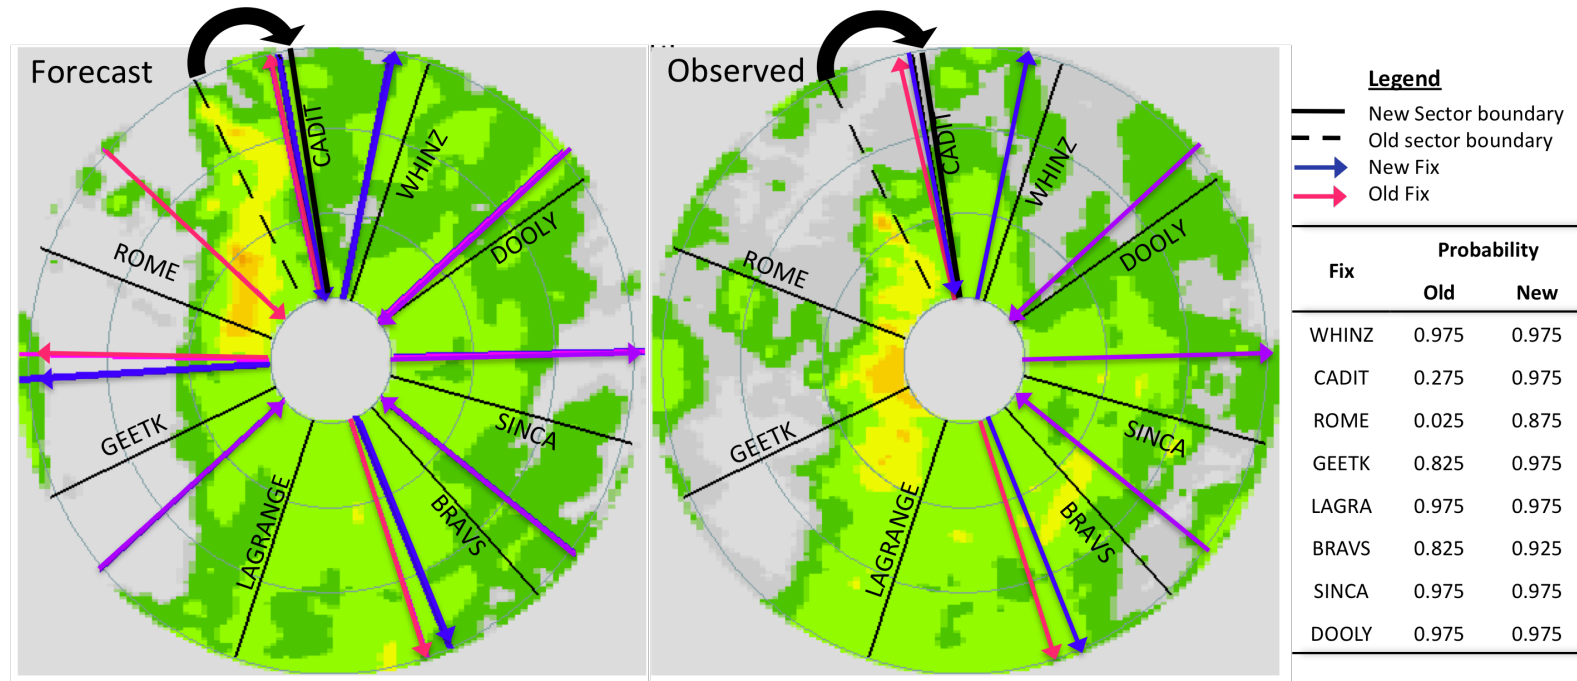 Forecast
CADIT
WHINZ
DOOLY
ROME
GEETK
LAGRANGE
BRAVS
SINCA
Observed
CADIT
WHINZ
DOOLY
ROME
GEETK
LAGRANGE
BRAVS
SINCA
Legend
New Sector boundary
Old sector boundary
New Fix
Old Fix
Fix Probability
Old New
WHINZ 0.975 0.975
CADIT 0.275 0.975
ROME 0.025 0.875
GEETK 0.825 0.975
LAGRA 0.975 0.975
BRAVS 0.825 0.925
SINCA 0.975 0.975
DOOLY 0.975 0.975